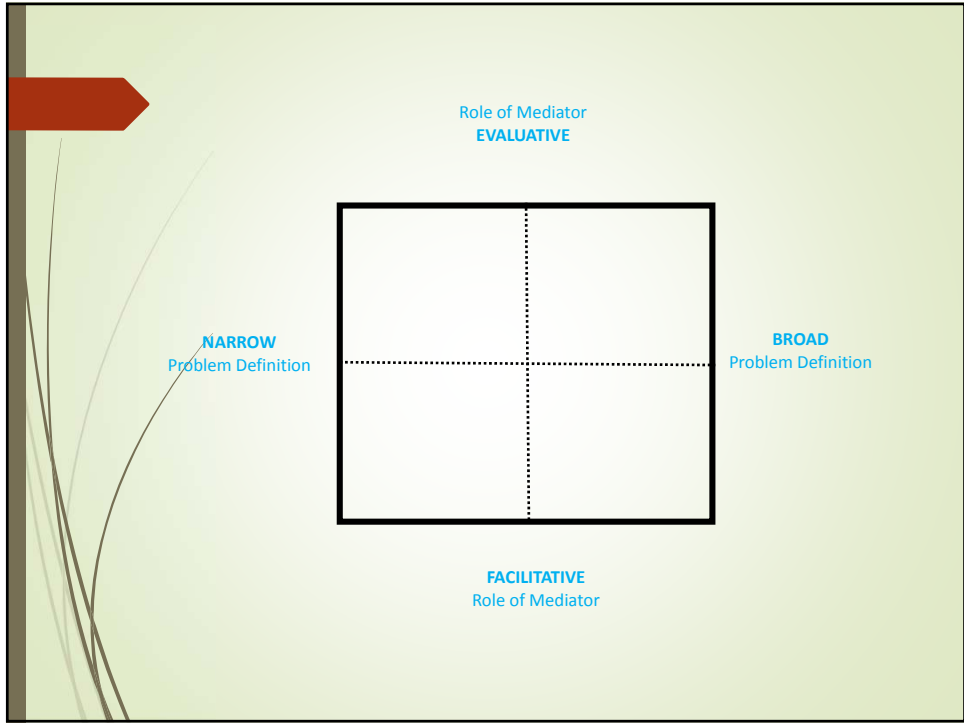 Role of Mediator
EVALUATIVE
NARROW
Problem Definition
BROAD
Problem Definition
FACILITATIVE
Role of Mediator